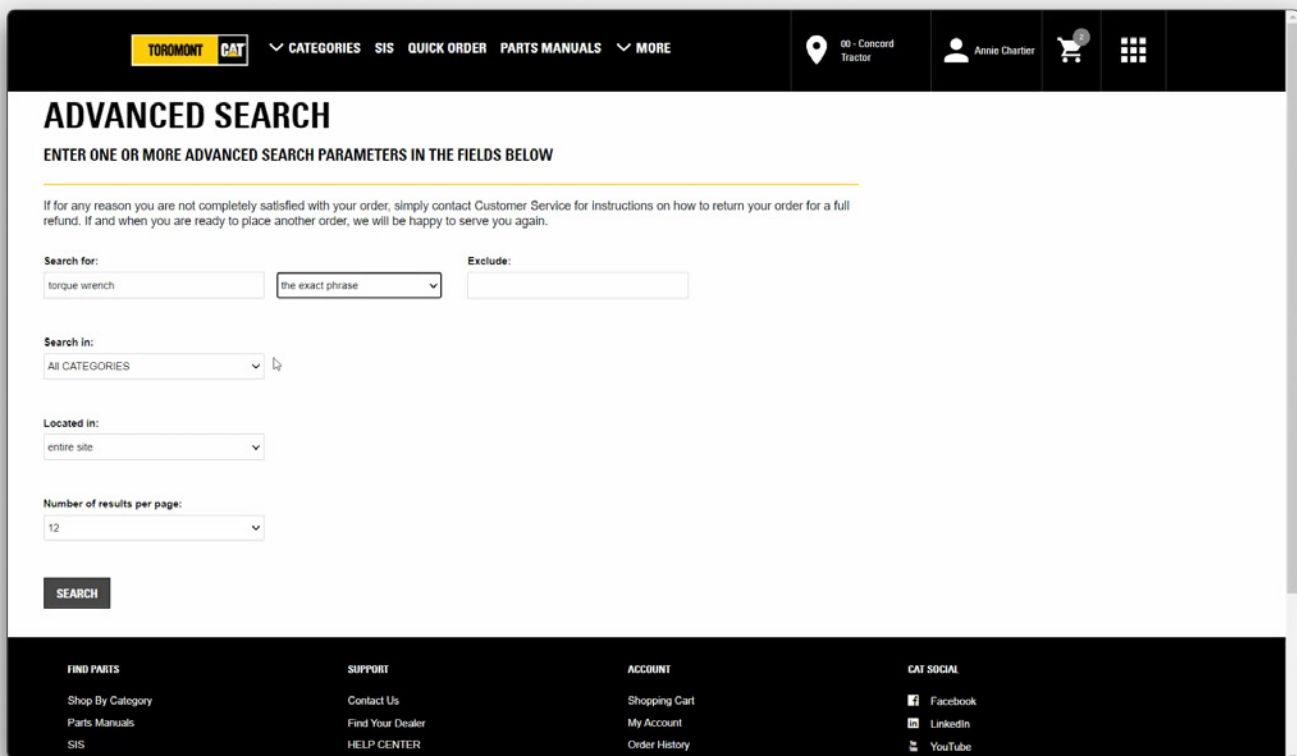 TOROMONT CAT
CATEGORIES SIS QUICK ORDER PARTS MANUALS MORE
00 - Concord
Tractor
Annie Chartier
2
ADVANCED SEARCH
ENTER ONE OR MORE ADVANCED SEARCH PARAMETERS IN THE FIELDS BELOW
If for any reason you are not completely satisfied with your order, simply contact Customer Service for instructions on how to return your order for a full
refund. If and when you are ready to place another order, we will be happy to serve you again.
Search for:
Exclude:
torque wrench
the exact phrase
Search in:
All CATEGORIES
Located in:
entire site
Number of results per page:
12
SEARCH
FIND PARTS
Shop By Category
Parts Manuals
SIS
SUPPORT
Contact Us
Find Your Dealer
HELP CENTER
ACCOUNT
Shopping Cart
My Account
Order History
CAT SOCIAL
Facebook
LinkedIn
YouTube